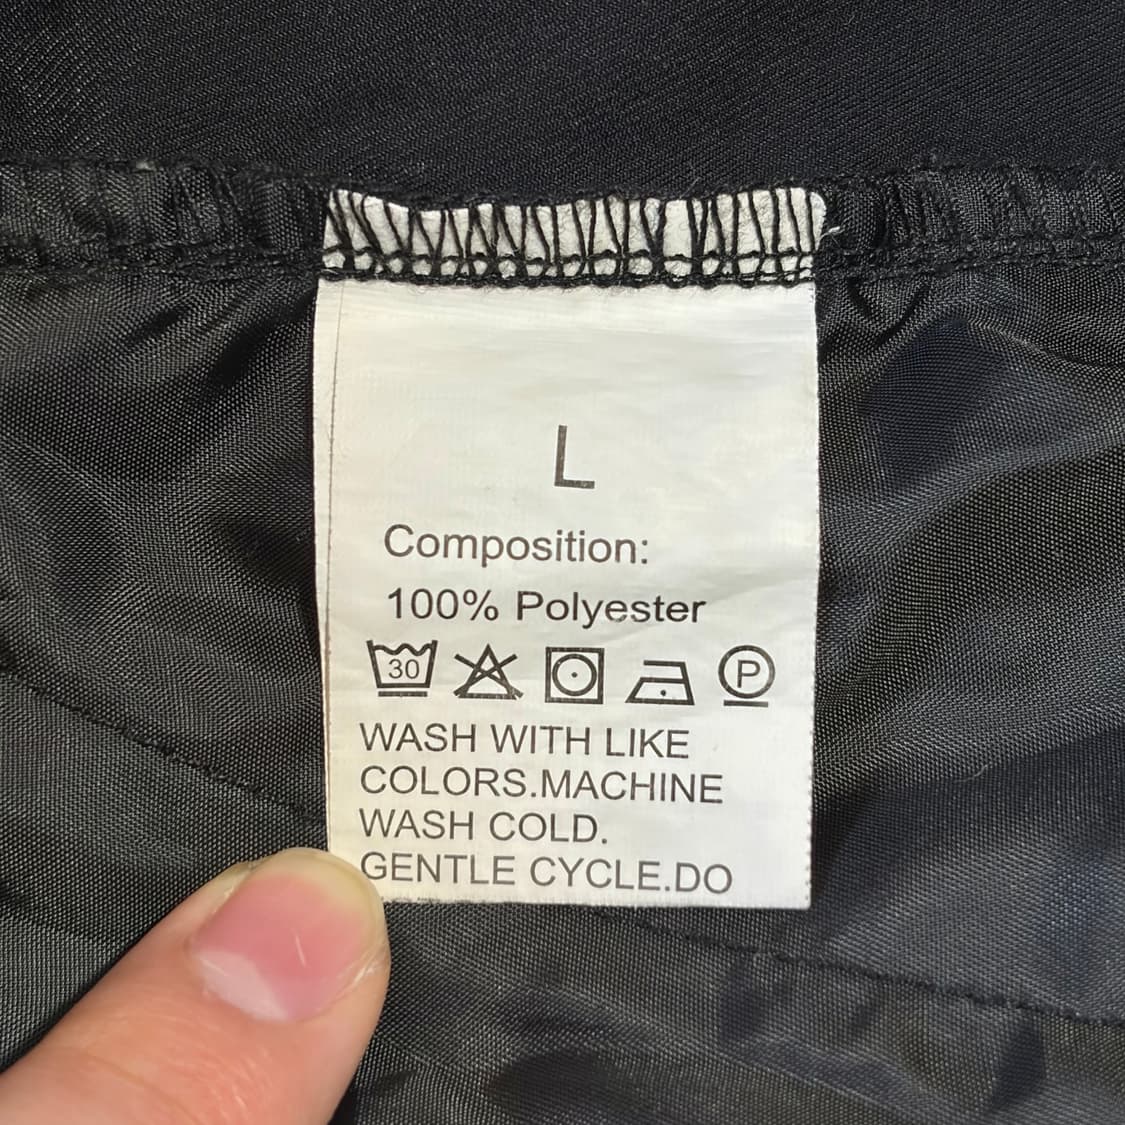 L
Composition:
100% Polyester
30 P
WASH WITH LIKE
COLORS.MACHINE
WASH COLD.
GENTLE CYCLE.DO